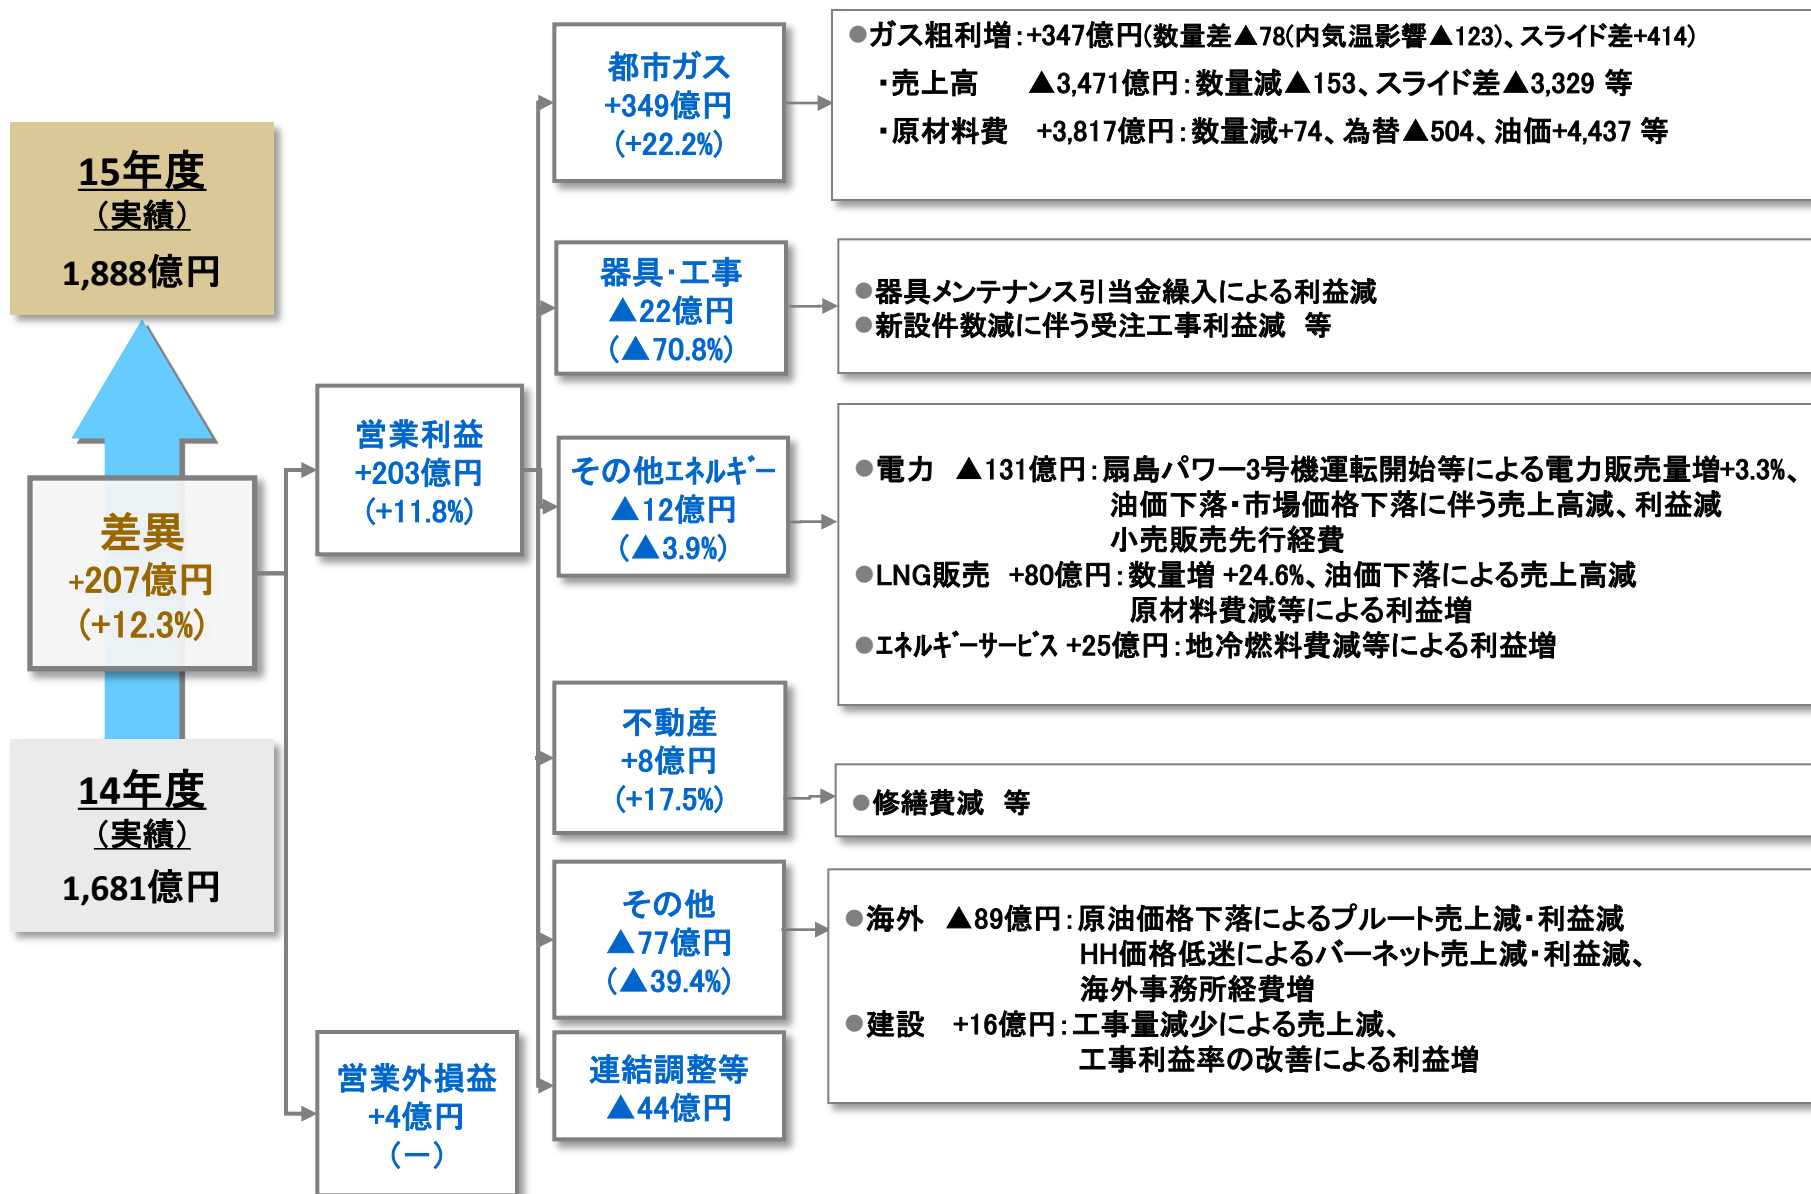 15年度
（実績）
1,888億円
差異
+207億円
(+12.3%)
14年度
（実績）
1,681億円
営業利益
+203億円
(+11.8%)
営業外損益
+4億円
(－)
都市ガス
+349億円
(+22.2%)
●ガス粗利増：+347億円(数量差▲78(内気温影響▲123)、スライド差+414)
・売上高　▲3,471億円：数量減▲153、スライド差▲3,329 等
・原材料費　+3,817億円：数量減+74、為替▲504、油価+4,437 等
器具・工事
▲22億円
(▲70.8%)
●器具メンテナンス引当金繰入による利益減
●新設件数減に伴う受注工事利益減　等
その他ｴﾈﾙｷﾞｰ
▲12億円
(▲3.9%)
●電力　▲131億円：扇島パワー3号機運転開始等による電力販売量増+3.3%、
油価下落・市場価格下落に伴う売上高減、利益減
小売販売先行経費
●LNG販売　+80億円：数量増 +24.6%、油価下落による売上高減
原材料費減等による利益増
●ｴﾈﾙｷﾞｰｻｰﾋﾞｽ +25億円：地冷燃料費減等による利益増
不動産
+8億円
(+17.5%)
●修繕費減　等
その他
▲77億円
(▲39.4%)
●海外　▲89億円：原油価格下落によるプルート売上減・利益減
HH価格低迷によるバーネット売上減・利益減、
海外事務所経費増
●建設　+16億円：工事量減少による売上減、
工事利益率の改善による利益増
連結調整等
▲44億円